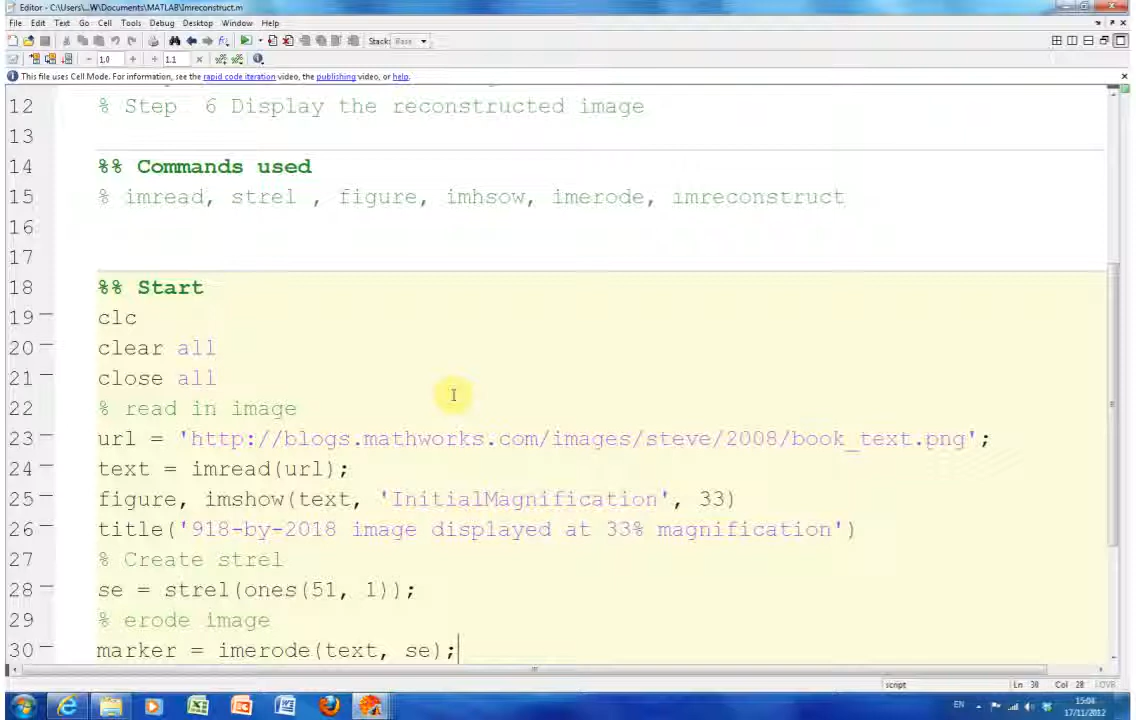 Editor - C:\Users\...W\Documents\MATLAB\Imreconstruct.m
File Edit Text Go Cell Tools Debug Desktop Window Help
Stack: Base
1.0 1.1
This file uses Cell Mode. For information, see the rapid code iteration video, the publishing video, or help.
12 % Step 6 Display the reconstructed image
13
14 %% Commands used
15 % imread, strel , figure, imhsow, imerode, imreconstruct
16
17
18 %% Start
19 clc
20 clear all
21 close all
22 % read in image
23 url = 'http://blogs.mathworks.com/images/steve/2008/book_text.png';
24 text = imread(url);
25 figure, imshow(text, 'InitialMagnification', 33)
26 title('918-by-2018 image displayed at 33% magnification')
27 % Create strel
28 se = strel(ones(51, 1));
29 % erode image
30 marker = imerode(text, se);
script Ln 30 Col 28 OVR
EN 15:04
17/11/2012